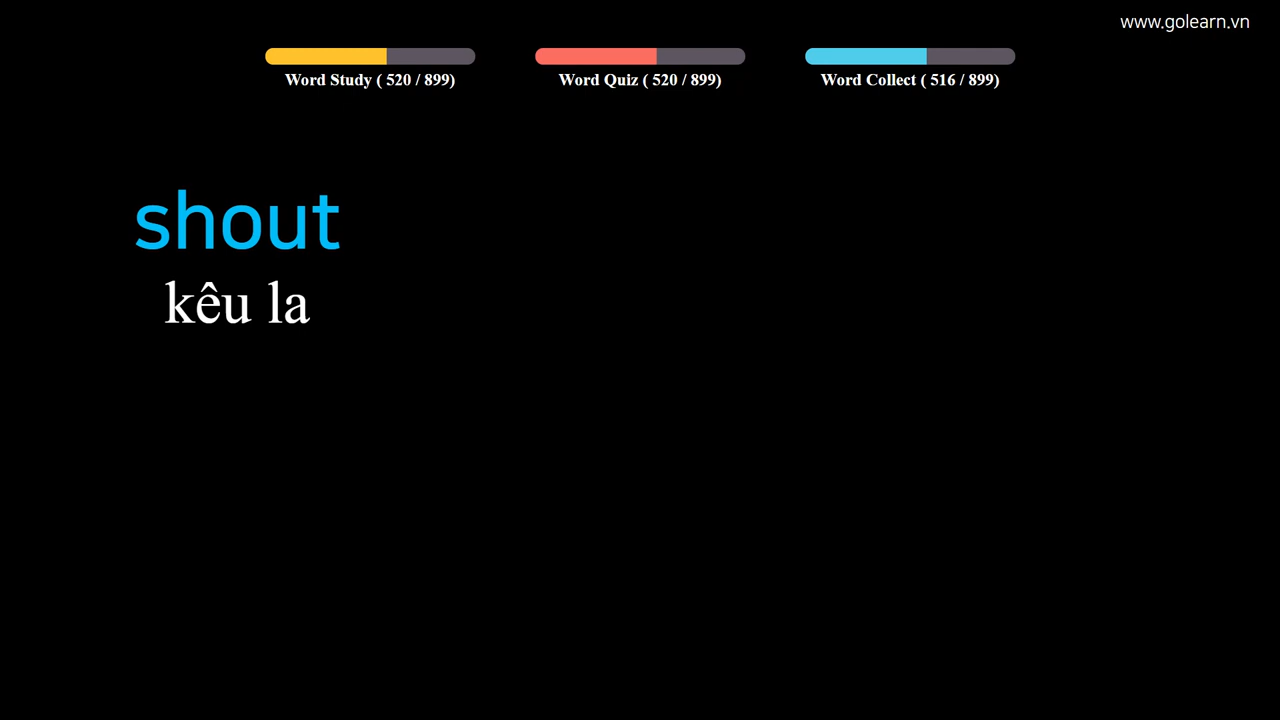 www.golearn.vn
Word Study ( 520 / 899)
Word Quiz ( 520 / 899)
Word Collect ( 516 / 899)
shout
kêu la